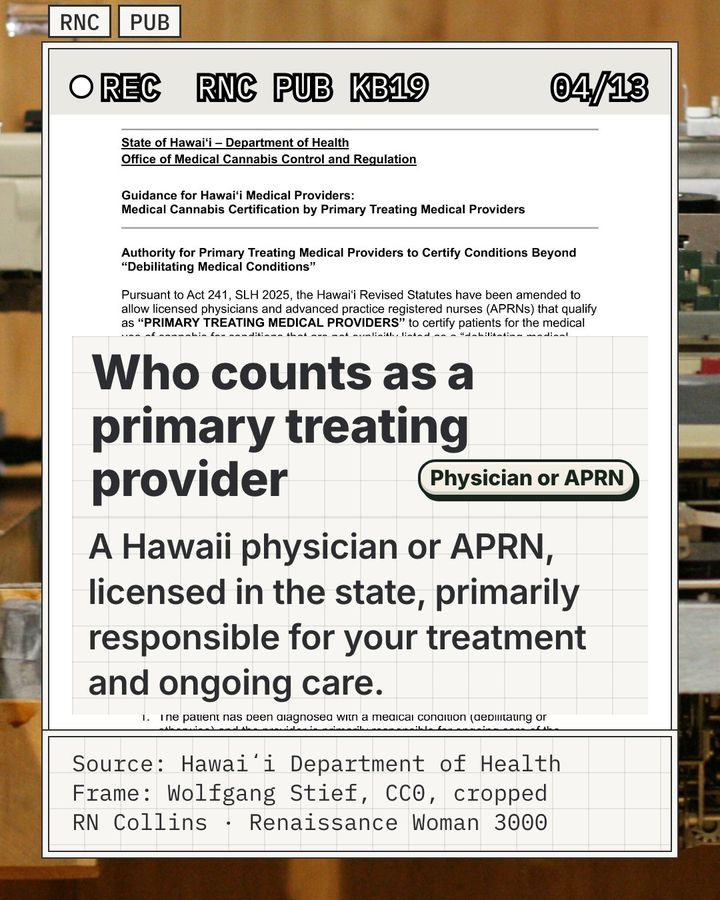 RNC PUB
REC RNC PUB KB19 04/13
State of Hawaiʻi – Department of Health
Office of Medical Cannabis Control and Regulation
Guidance for Hawaiʻi Medical Providers:
Medical Cannabis Certification by Primary Treating Medical Providers
Authority for Primary Treating Medical Providers to Certify Conditions Beyond
“Debilitating Medical Conditions”
Pursuant to Act 241, SLH 2025, the Hawaiʻi Revised Statutes have been amended to
allow licensed physicians and advanced practice registered nurses (APRNs) that qualify
as “PRIMARY TREATING MEDICAL PROVIDERS” to certify patients for the medical
Who counts as a
primary treating
provider
Physician or APRN
A Hawaii physician or APRN,
licensed in the state, primarily
responsible for your treatment
and ongoing care.
1. The patient has been diagnosed with a medical condition (debilitating or
Source: Hawaiʻi Department of Health
Frame: Wolfgang Stief, CC0, cropped
RN Collins · Renaissance Woman 3000